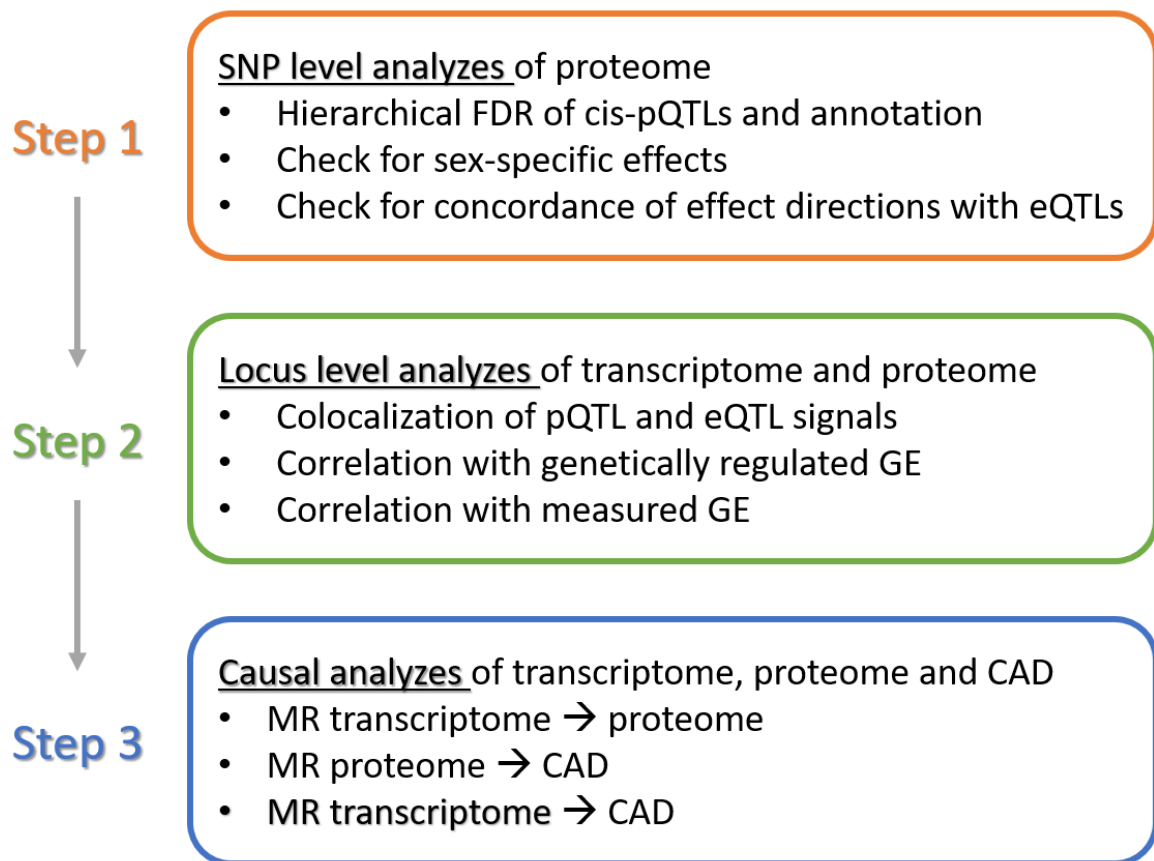 Step 1
SNP level analyzes of proteome
• Hierarchical FDR of cis-pQTLs and annotation
• Check for sex-specific effects
• Check for concordance of effect directions with eQTLs
Step 2
Locus level analyzes of transcriptome and proteome
• Colocalization of pQTL and eQTL signals
• Correlation with genetically regulated GE
• Correlation with measured GE
Step 3
Causal analyzes of transcriptome, proteome and CAD
• MR transcriptome → proteome
• MR proteome → CAD
• MR transcriptome → CAD